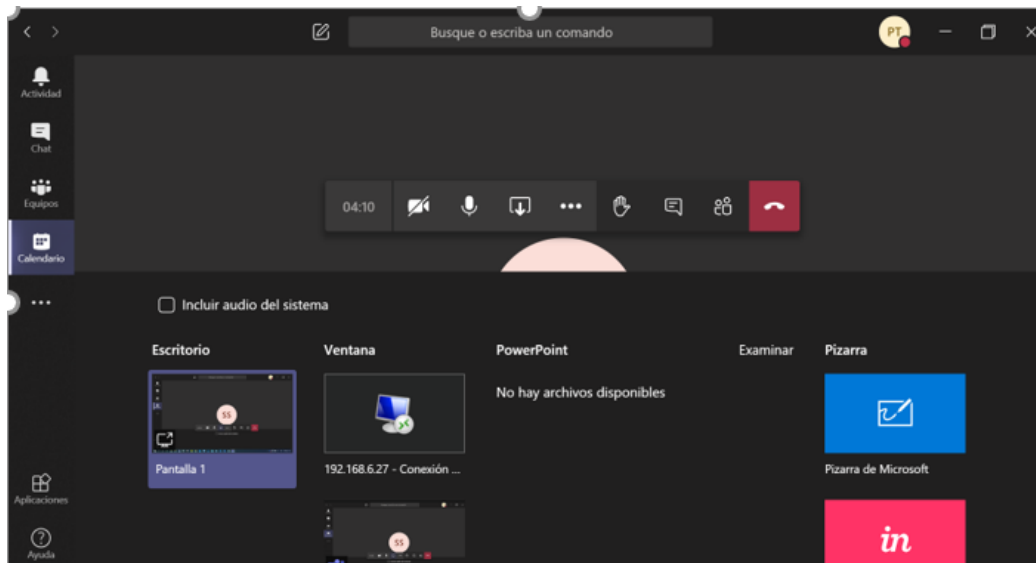 Busque o escriba un comando
PT
Actividad
Chat
Equipos
Calendario
04:10
Incluir audio del sistema
Escritorio
Ventana
PowerPoint
Examinar
Pizarra
No hay archivos disponibles
SS
Pantalla 1
192.168.6.27 - Conexión ...
Pizarra de Microsoft
SS
in
Aplicaciones
Ayuda